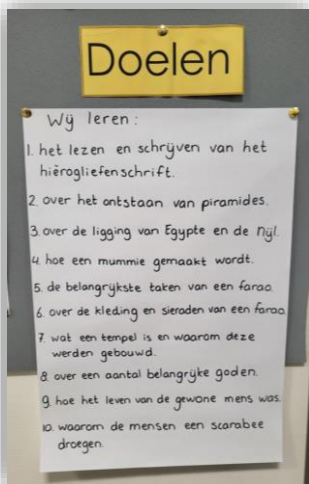 Doelen
Wij leren:
1. het lezen en schrijven van het
hiërogliefenschrift.
2. over het ontstaan van piramides.
3. over de ligging van Egypte en de Nijl.
4. hoe een mummie gemaakt wordt.
5. de belangrijkste taken van een farao.
6. over de kleding en sieraden van een farao.
7. wat een tempel is en waarom deze
werden gebouwd.
8. over een aantal belangrijke goden.
9. hoe het leven van de gewone mens was.
10. waarom de mensen een scarabee
droegen.